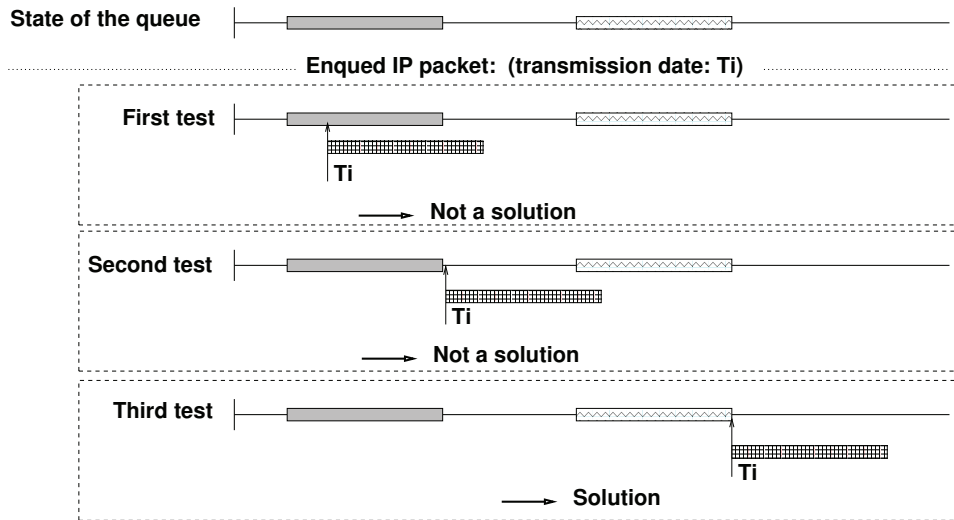 State of the queue
Enqued IP packet: (transmission date: Ti)
First test
Ti
Not a solution
Second test
Ti
Not a solution
Third test
Ti
Solution